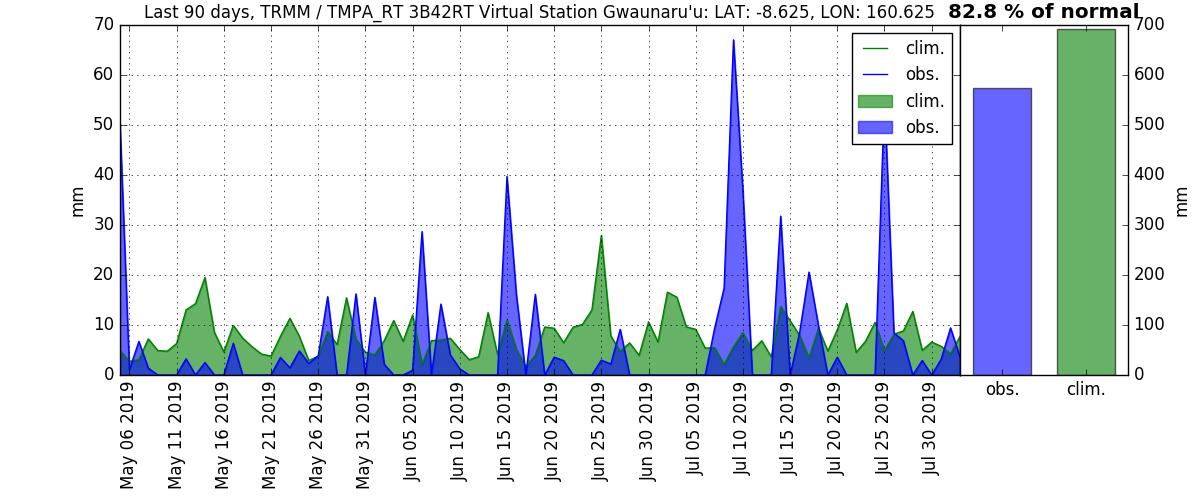 Last 90 days, TRMM / TMPA_RT 3B42RT Virtual Station Gwaunaru'u: LAT: -8.625, LON: 160.625
82.8 % of normal
70
60
50
40
30
20
10
0
mm
clim.
obs.
clim.
obs.
700
600
500
400
300
200
100
0
mm
obs.
clim.
May 06 2019
May 11 2019
May 16 2019
May 21 2019
May 26 2019
May 31 2019
Jun 05 2019
Jun 10 2019
Jun 15 2019
Jun 20 2019
Jun 25 2019
Jun 30 2019
Jul 05 2019
Jul 10 2019
Jul 15 2019
Jul 20 2019
Jul 25 2019
Jul 30 2019